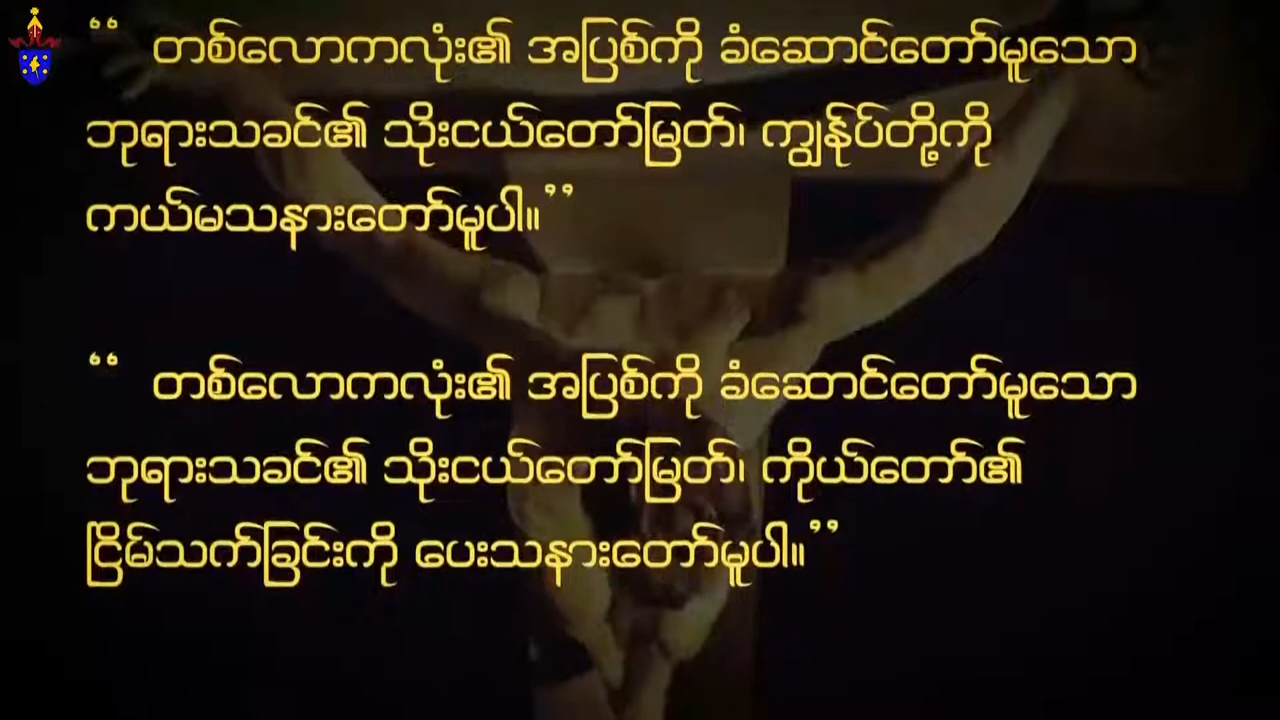 “ တစ်လောကလုံး၏ အပြစ်ကို ခံဆောင်တော်မူသော
ဘုရားသခင်၏ သိုးငယ်တော်မြတ်၊ ကျွန်ုပ်တို့ကို
ကယ်မသနားတော်မူပါ။”
“ တစ်လောကလုံး၏ အပြစ်ကို ခံဆောင်တော်မူသော
ဘုရားသခင်၏ သိုးငယ်တော်မြတ်၊ ကိုယ်တော်၏
ငြိမ်သက်ခြင်းကို ပေးသနားတော်မူပါ။”